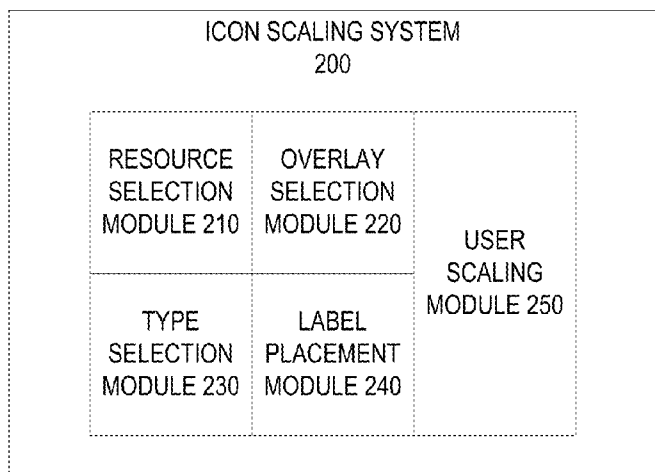 ICON SCALING SYSTEM
200
RESOURCE
SELECTION
MODULE 210
OVERLAY
SELECTION
MODULE 220
TYPE
SELECTION
MODULE 230
LABEL
PLACEMENT
MODULE 240
USER
SCALING
MODULE 250